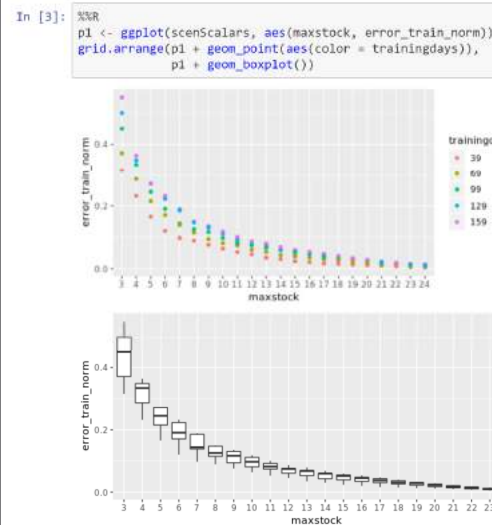 In [3]:
%%R
p1 <- ggplot(scenScalars, aes(maxstock, error_train_norm))
grid.arrange(p1 + geom_point(aes(color = trainingdays)),
p1 + geom_boxplot())
error_train_norm
0.4
0.2
0.0
3 4 5 6 7 8 9 10 11 12 13 14 15 16 17 18 19 20 21 22 23 24
maxstock
39
69
99
129
159
error_train_norm
0.4
0.2
0.0
3 4 5 6 7 8 9 10 11 12 13 14 15 16 17 18 19 20 21 22
maxstock